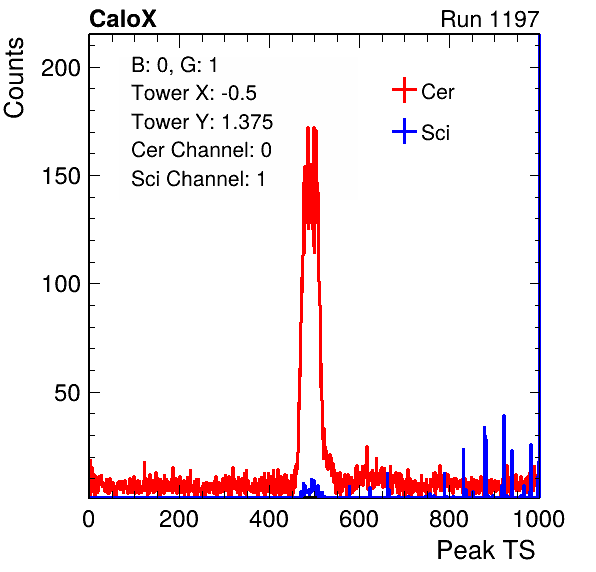 CaloX Run 1197
Counts
B: 0, G: 1
Tower X: -0.5
Tower Y: 1.375
Cer Channel: 0
Sci Channel: 1
Cer
Sci
200
150
100
50
0 200 400 600 800 1000
Peak TS